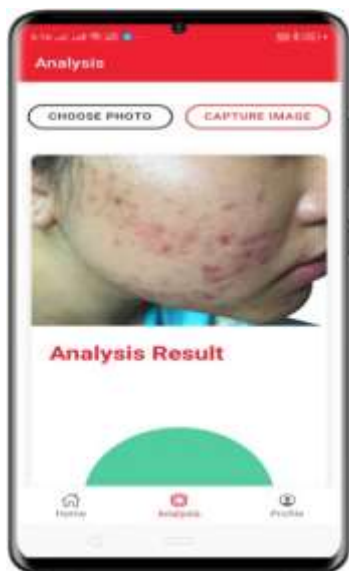 Analysis
CHOOSE PHOTO CAPTURE IMAGE
Analysis Result
Home Analysis Profile